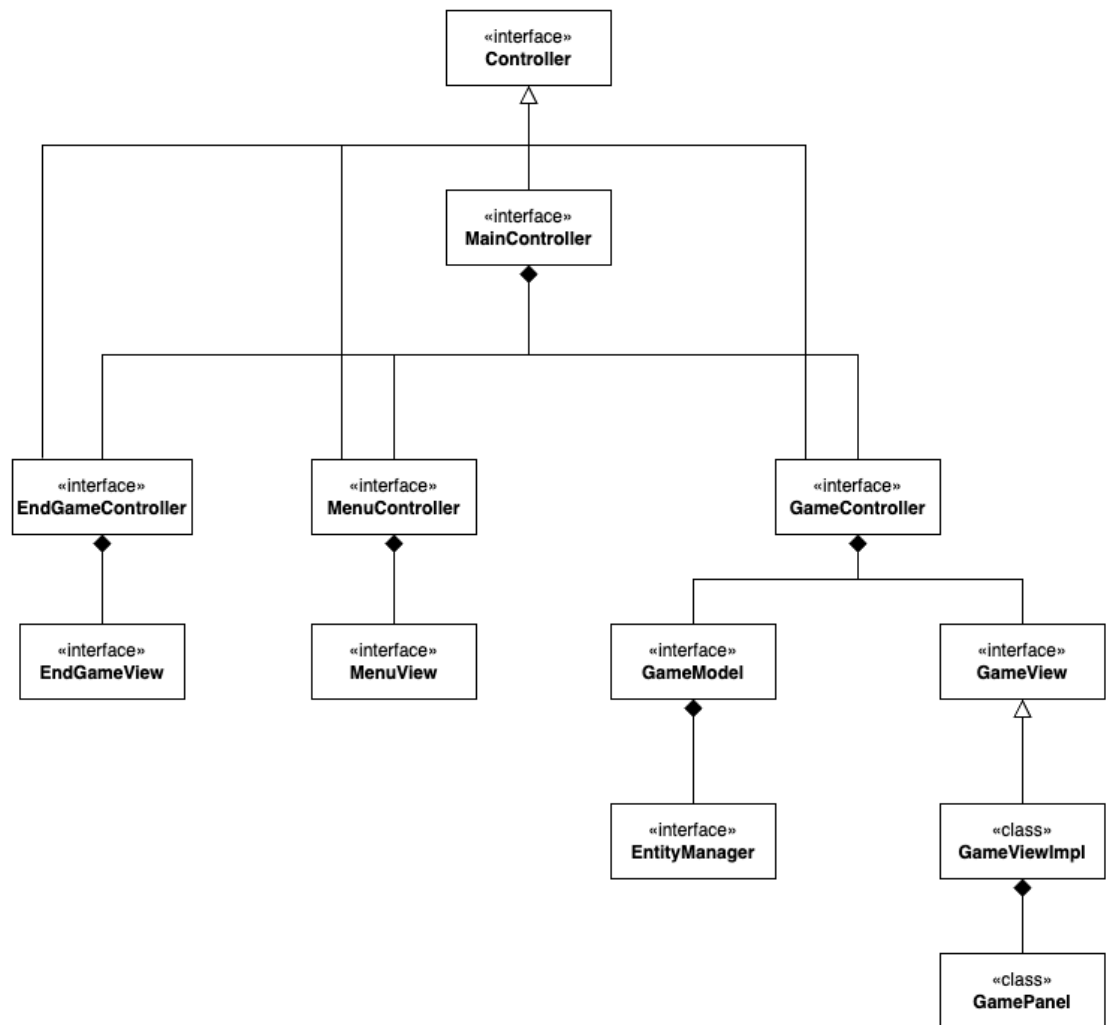 «interface»
Controller
«interface»
MainController
«interface»
EndGameController
«interface»
MenuController
«interface»
GameController
«interface»
EndGameView
«interface»
MenuView
«interface»
GameModel
«interface»
GameView
«interface»
EntityManager
«class»
GameViewImpl
«class»
GamePanel